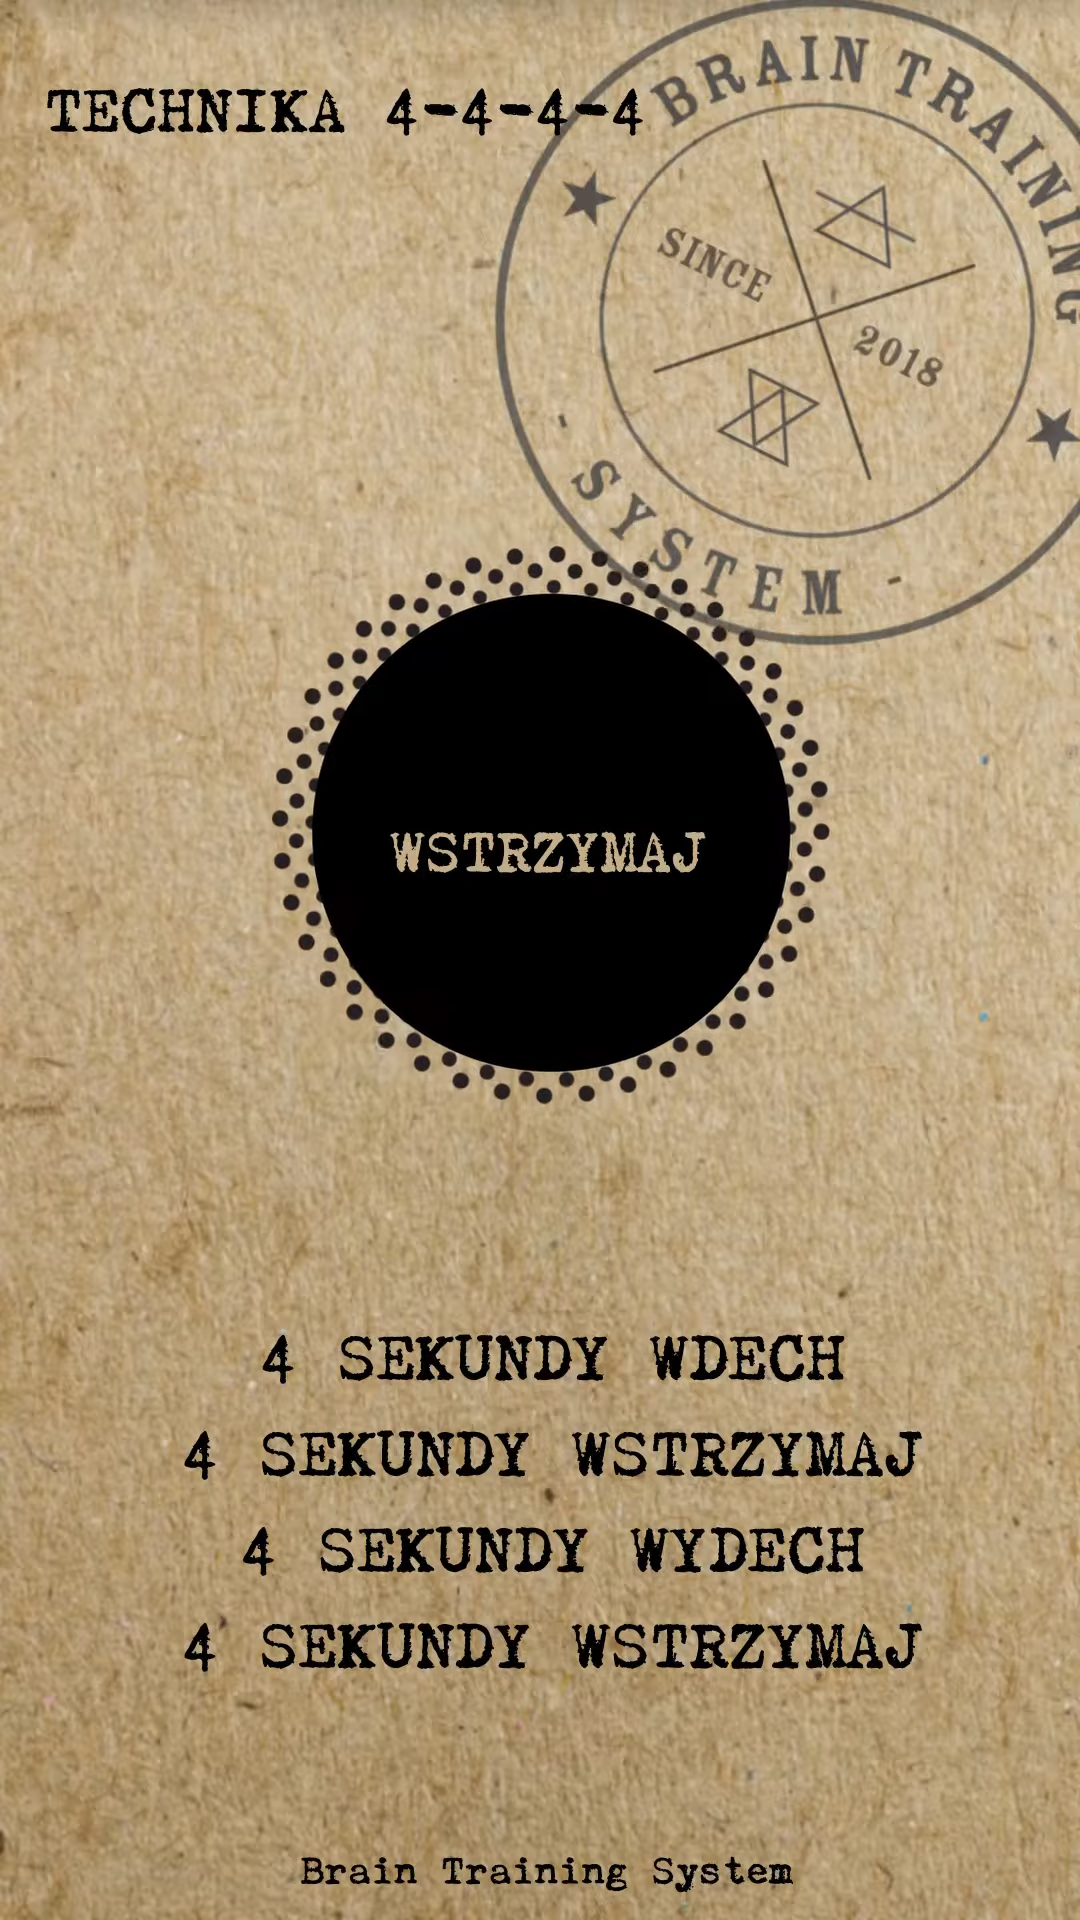 TECHNIKA 4-4-4-4
BRAIN TRAINING
SINCE
2018
- SYSTEM -
WSTRZYMAJ
4 SEKUNDY WDECH
4 SEKUNDY WSTRZYMAJ
4 SEKUNDY WYDECH
4 SEKUNDY WSTRZYMAJ
Brain Training System